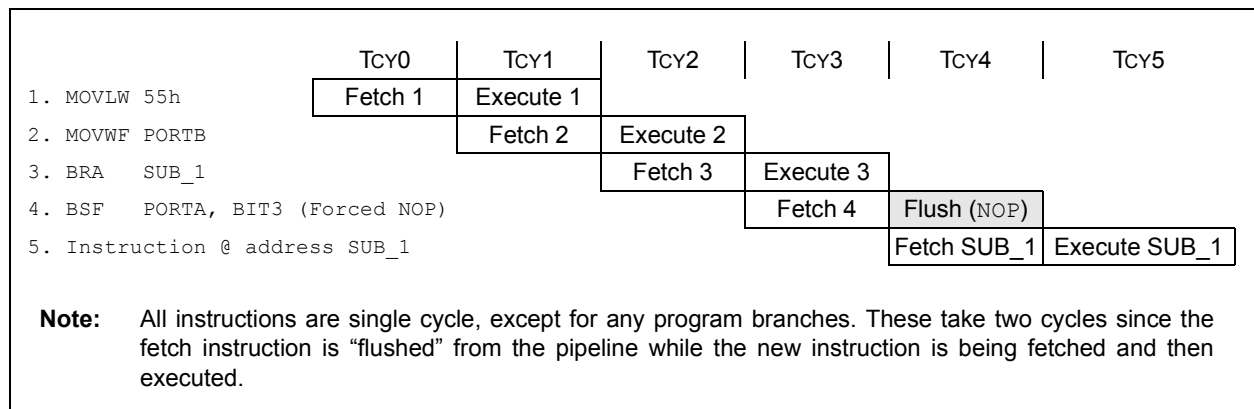 TCY0 TCY1 TCY2 TCY3 TCY4 TCY5
1. MOVLW 55h Fetch 1 Execute 1
2. MOVWF PORTB Fetch 2 Execute 2
3. BRA SUB_1 Fetch 3 Execute 3
4. BSF PORTA, BIT3 (Forced NOP) Fetch 4 Flush (NOP)
5. Instruction @ address SUB_1 Fetch SUB_1 Execute SUB_1
Note: All instructions are single cycle, except for any program branches. These take two cycles since the
fetch instruction is “flushed” from the pipeline while the new instruction is being fetched and then
executed.